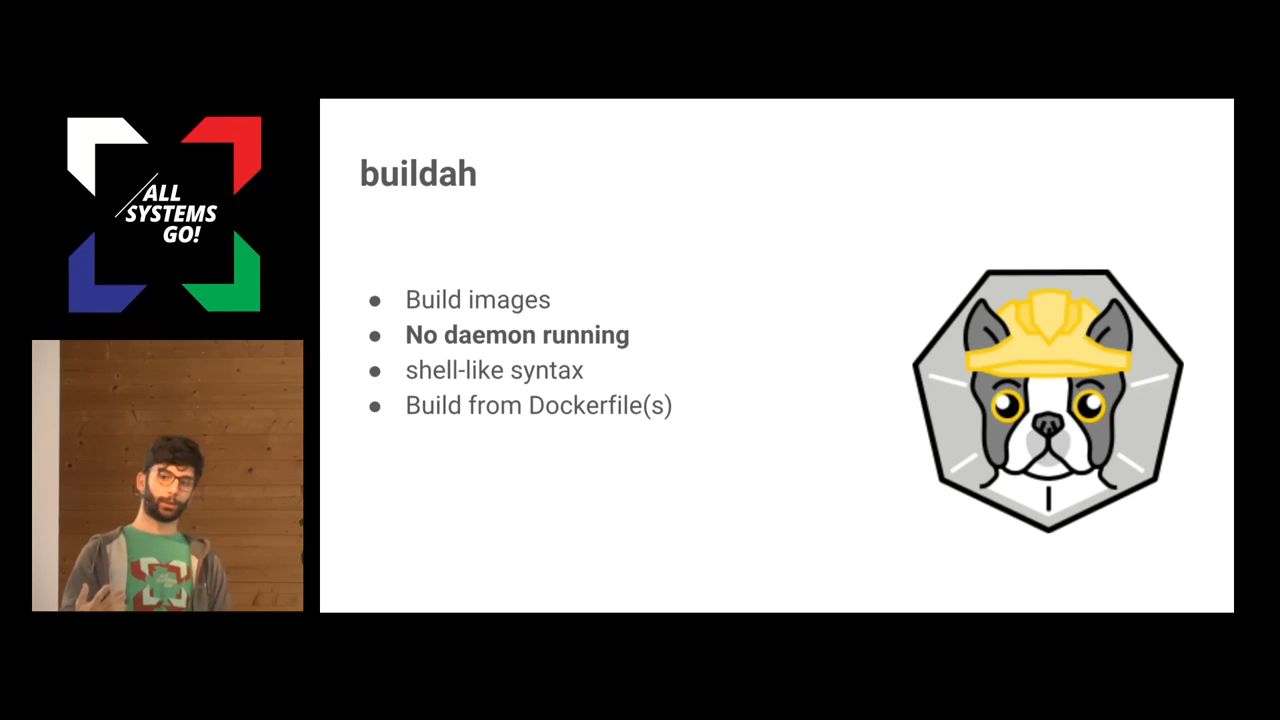 ALL
SYSTEMS
GO!
buildah
● Build images
● No daemon running
● shell-like syntax
● Build from Dockerfile(s)